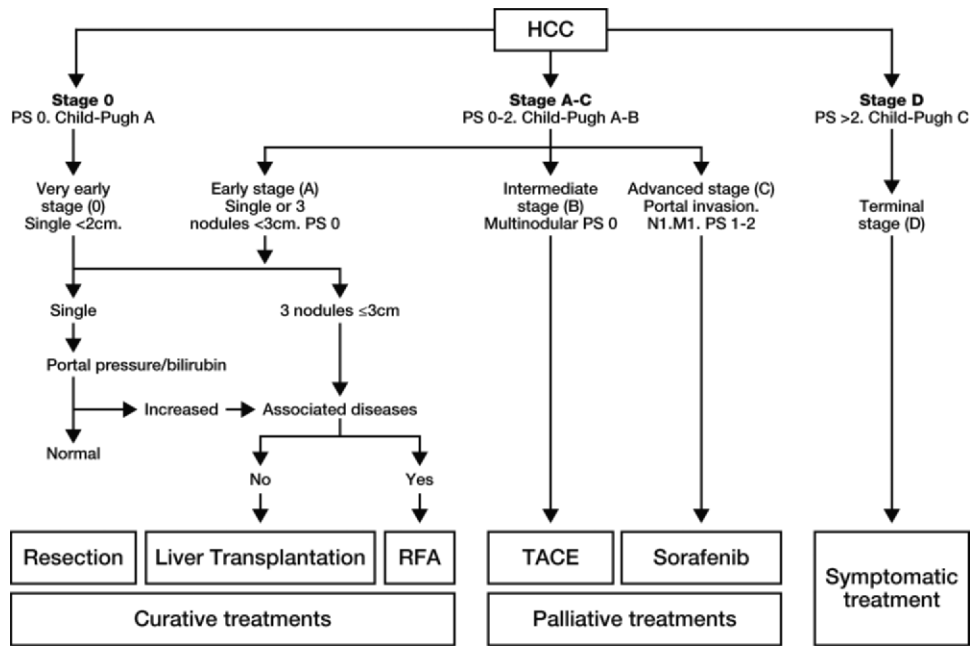 HCC
Stage 0
PS 0. Child-Pugh A
Stage A-C
PS 0-2. Child-Pugh A-B
Stage D
PS >2. Child-Pugh C
Very early
stage (0)
Single <2cm.
Early stage (A)
Single or 3
nodules <3cm. PS 0
Intermediate
stage (B)
Multinodular PS 0
Advanced stage (C)
Portal invasion.
N1.M1. PS 1-2
Terminal
stage (D)
Single
3 nodules ≤3cm
Portal pressure/bilirubin
Increased
Associated diseases
Normal
No
Yes
Resection
Liver Transplantation
RFA
TACE
Sorafenib
Symptomatic
treatment
Curative treatments
Palliative treatments